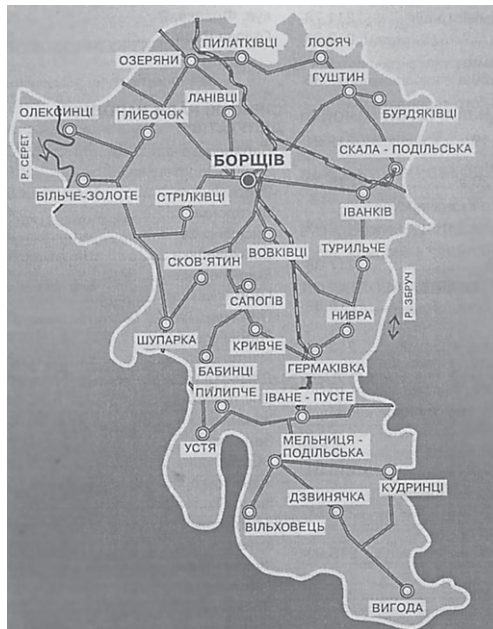 ОЗЕРЯНИ
ПИЛАТКІВЦІ
ЛОСЯЧ
ГУШТИН
БУРДЯКІВЦІ
ЛАНІВЦІ
ОЛЕКСИНЦІ
ГЛИБОЧОК
Р. СЕРЕТ
БОРЩІВ
СКАЛА - ПОДІЛЬСЬКА
БІЛЬЧЕ-ЗОЛОТЕ
СТРІЛКІВЦІ
ІВАНКІВ
ВОВКІВЦІ
ТУРИЛЬЧЕ
СКОВ'ЯТИН
САПОГІВ
Р. ЗБРУЧ
НИВРА
ШУПАРКА
КРИВЧЕ
БАБИНЦІ
ГЕРМАКІВКА
ПИЛИПЧЕ
ІВАНЕ - ПУСТЕ
УСТЯ
МЕЛЬНИЦЯ -
ПОДІЛЬСЬКА
КУДРИНЦІ
ДЗВИНЯЧКА
ВІЛЬХОВЕЦЬ
ВИГОДА